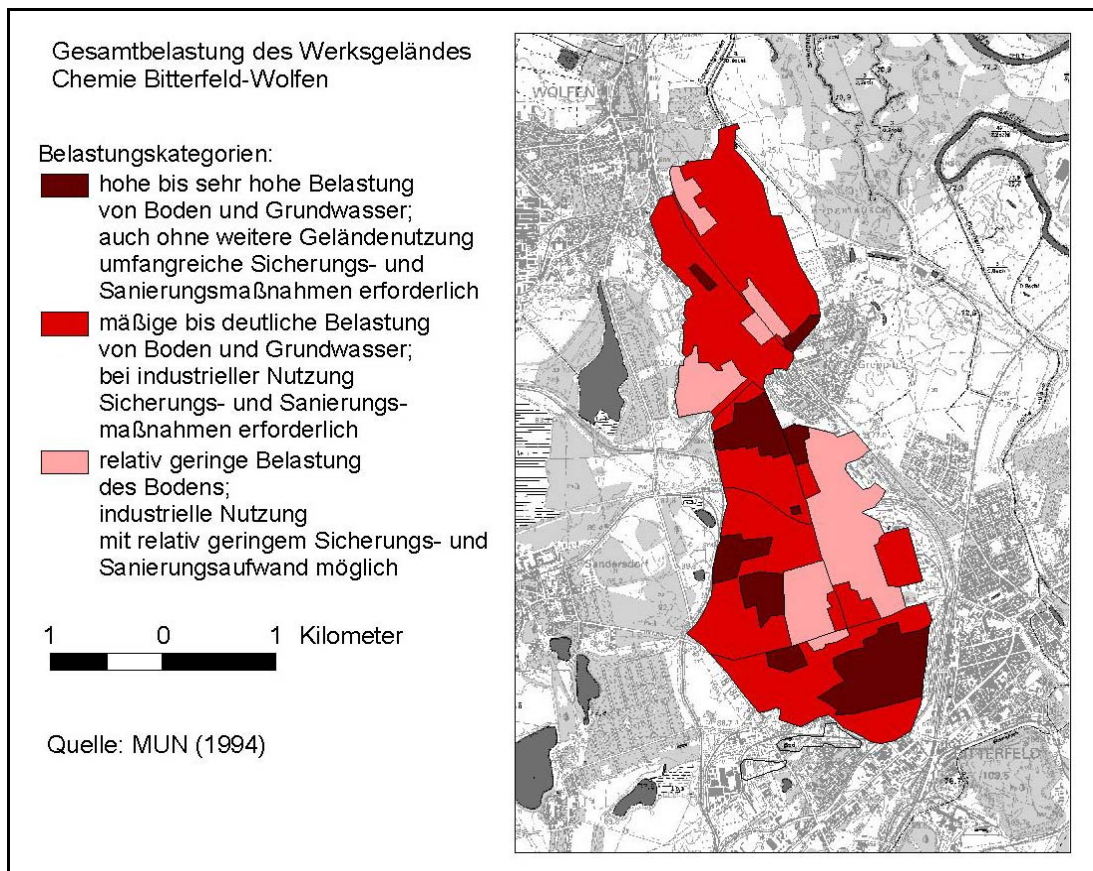 Gesamtbelastung des Werksgeländes
Chemie Bitterfeld-Wolfen
Belastungskategorien:
hohe bis sehr hohe Belastung
von Boden und Grundwasser;
auch ohne weitere Geländenutzung
umfangreiche Sicherungs- und
Sanierungsmaßnahmen erforderlich
mäßige bis deutliche Belastung
von Boden und Grundwasser;
bei industrieller Nutzung
Sicherungs- und Sanierungs-
maßnahmen erforderlich
relativ geringe Belastung
des Bodens;
industrielle Nutzung
mit relativ geringem Sicherungs- und
Sanierungsaufwand möglich
1 0 1 Kilometer
Quelle: MUN (1994)
WOLFEN
Sandersdorf